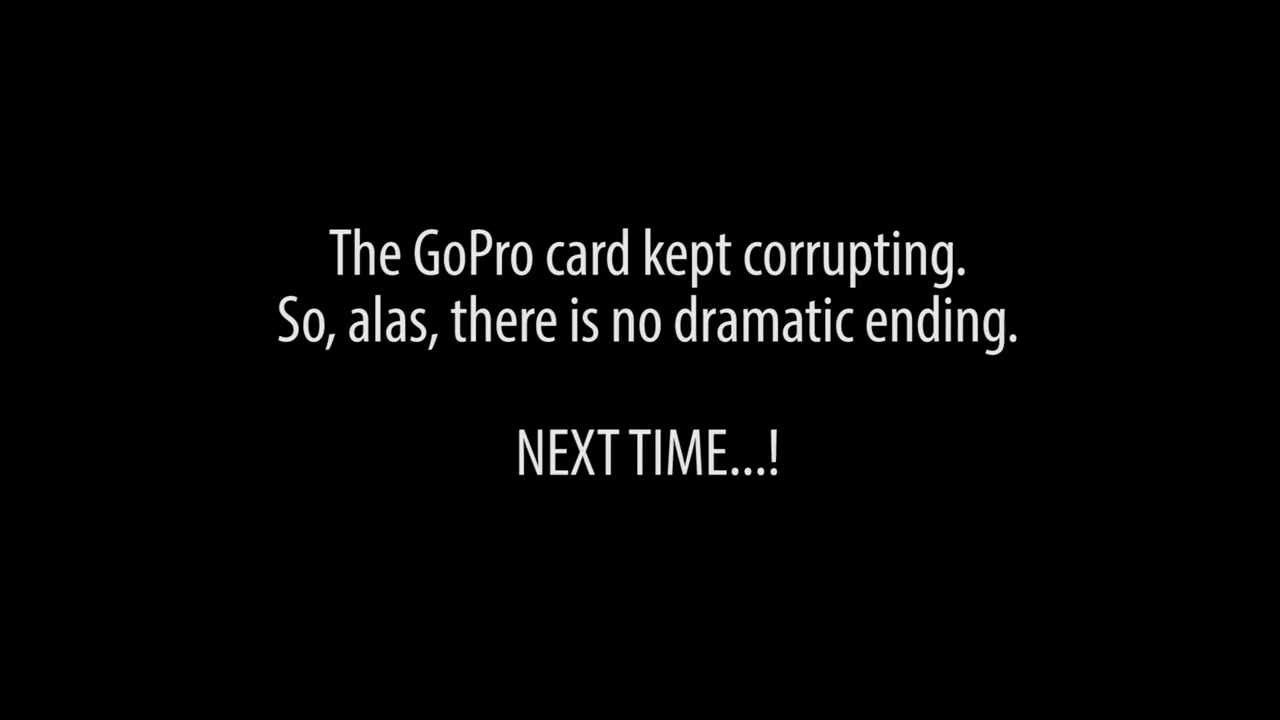 The GoPro card kept corrupting.
So, alas, there is no dramatic ending.
NEXT TIME...!